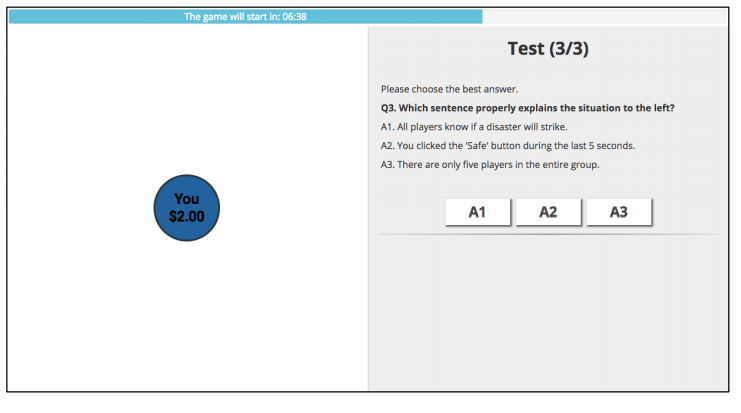 The game will start in: 06:38
You
$2.00
Test (3/3)
Please choose the best answer.
Q3. Which sentence properly explains the situation to the left?
A1. All players know if a disaster will strike.
A2. You clicked the 'Safe' button during the last 5 seconds.
A3. There are only five players in the entire group.
A1 A2 A3